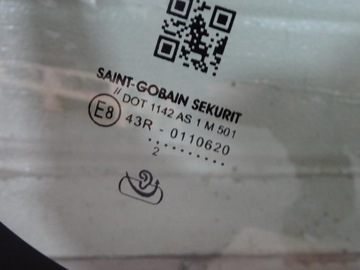 SAINT-GOBAIN SEKURIT
// DOT 1142 AS 1 M 501
E8 43R - 0110620
..........
2